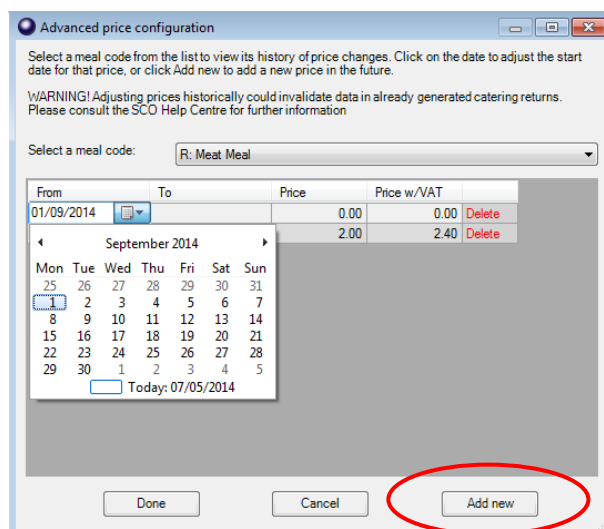 Advanced price configuration
Select a meal code from the list to view its history of price changes. Click on the date to adjust the start
date for that price, or click Add new to add a new price in the future.
WARNING! Adjusting prices historically could invalidate data in already generated catering returns.
Please consult the SCO Help Centre for further information
Select a meal code: R: Meat Meal
From To Price Price w/VAT
01/09/2014 0.00 0.00 Delete
2.00 2.40 Delete
September 2014
Mon Tue Wed Thu Fri Sat Sun
25 26 27 28 29 30 31
1 2 3 4 5 6 7
8 9 10 11 12 13 14
15 16 17 18 19 20 21
22 23 24 25 26 27 28
29 30 1 2 3 4 5
Today: 07/05/2014
Done Cancel Add new